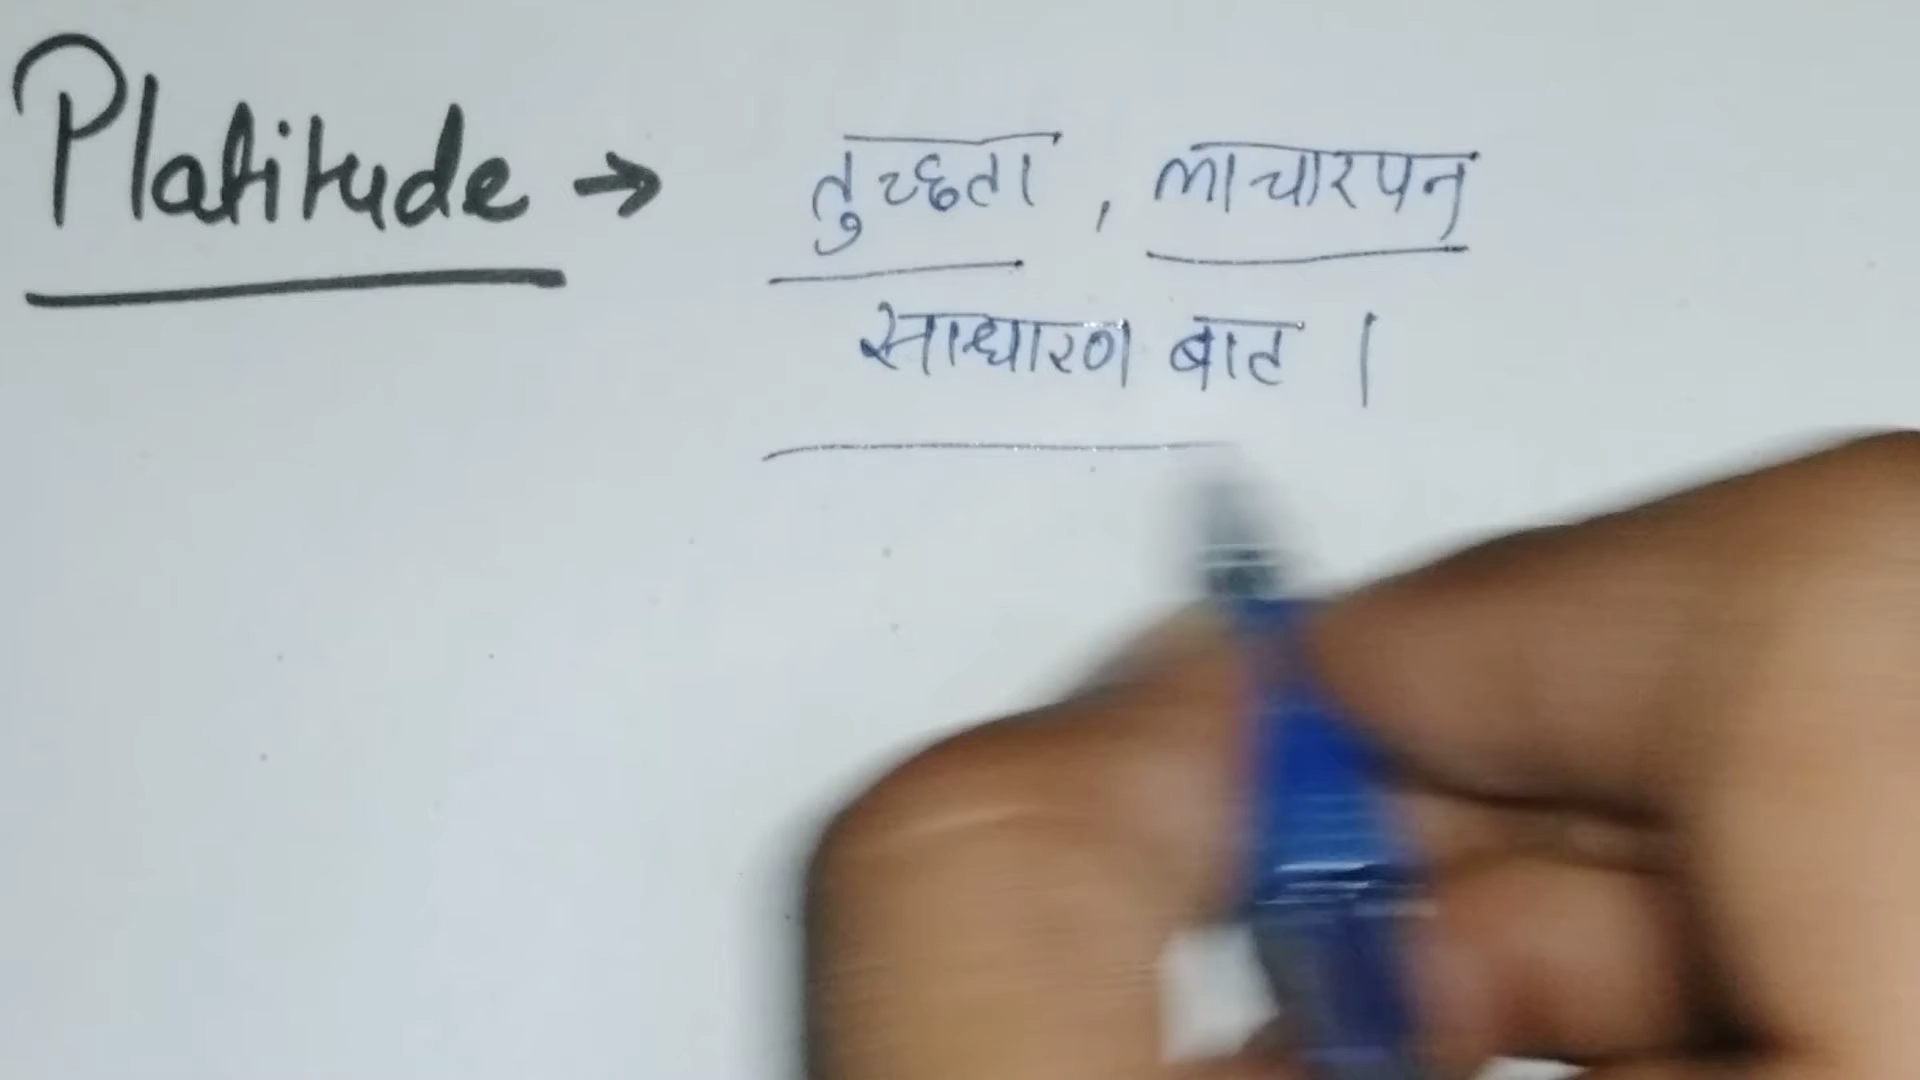 Platitude → तुच्छता, लाचारपन
साधारण बात ।